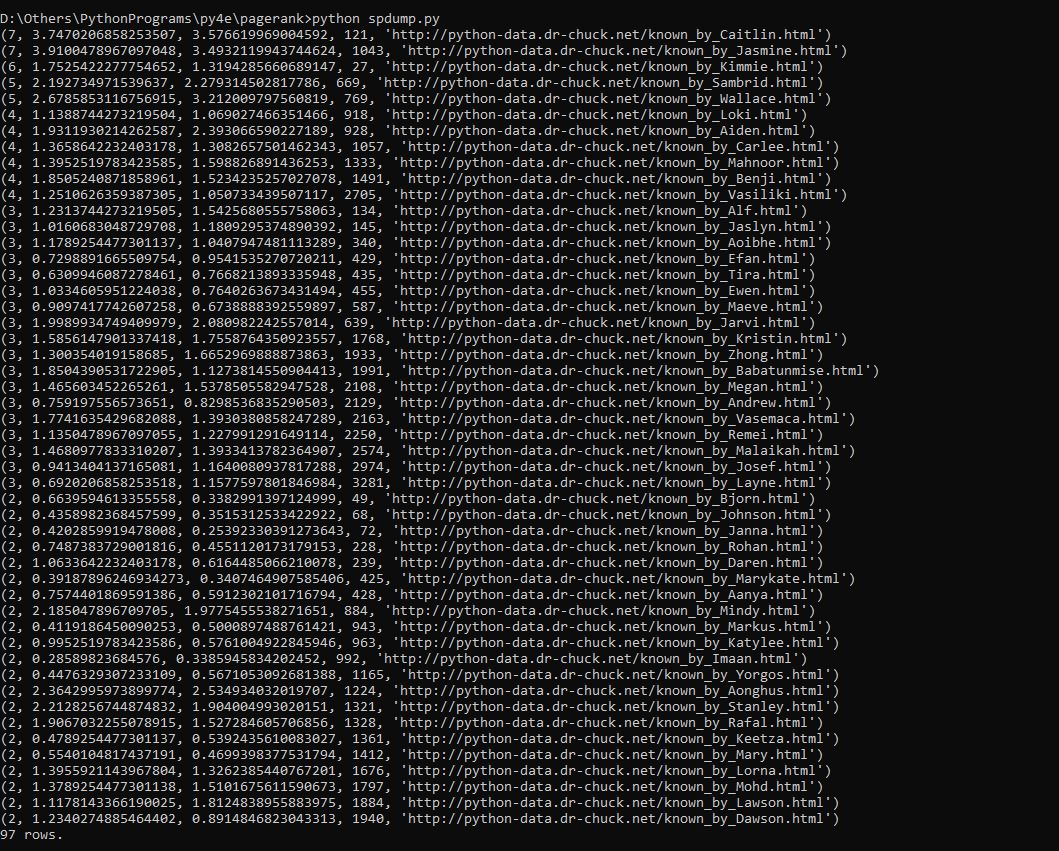 D:\Others\PythonPrograms\py4e\pagerank>python spdump.py
(7, 3.7470206858253507, 3.576619969004592, 121, 'http://python-data.dr-chuck.net/known_by_Caitlin.html')
(7, 3.9100478967097048, 3.4932119943744624, 1043, 'http://python-data.dr-chuck.net/known_by_Jasmine.html')
(6, 1.7525422277754652, 1.3194285660689147, 27, 'http://python-data.dr-chuck.net/known_by_Kimmie.html')
(5, 2.192734971539637, 2.279314502817786, 669, 'http://python-data.dr-chuck.net/known_by_Sambrid.html')
(5, 2.6785853116756915, 3.212009797560819, 769, 'http://python-data.dr-chuck.net/known_by_Wallace.html')
(4, 1.1388744273219504, 1.069027466351466, 918, 'http://python-data.dr-chuck.net/known_by_Loki.html')
(4, 1.9311930214262587, 2.393066590227189, 928, 'http://python-data.dr-chuck.net/known_by_Aiden.html')
(4, 1.3658642232403178, 1.3082657501462343, 1057, 'http://python-data.dr-chuck.net/known_by_Carlee.html')
(4, 1.3952519783423585, 1.598826891436253, 1333, 'http://python-data.dr-chuck.net/known_by_Mahnoor.html')
(4, 1.8505240871858961, 1.5234235257027078, 1491, 'http://python-data.dr-chuck.net/known_by_Benji.html')
(4, 1.2510626359387305, 1.050733439507117, 2705, 'http://python-data.dr-chuck.net/known_by_Vasiliki.html')
(3, 1.2313744273219505, 1.5425680555758063, 134, 'http://python-data.dr-chuck.net/known_by_Alf.html')
(3, 1.0160683048729708, 1.1809295374890392, 145, 'http://python-data.dr-chuck.net/known_by_Jaslyn.html')
(3, 1.1789254477301137, 1.0407947481113289, 340, 'http://python-data.dr-chuck.net/known_by_Aoibhe.html')
(3, 0.7298891665509754, 0.9541535270720211, 429, 'http://python-data.dr-chuck.net/known_by_Efan.html')
(3, 0.6309946087278461, 0.7668213893335948, 435, 'http://python-data.dr-chuck.net/known_by_Tira.html')
(3, 1.0334605951224038, 0.7640263673431494, 455, 'http://python-data.dr-chuck.net/known_by_Ewen.html')
(3, 0.9097417742607258, 0.6738888392559897, 587, 'http://python-data.dr-chuck.net/known_by_Maeve.html')
(3, 1.9989934749409979, 2.080982242557014, 639, 'http://python-data.dr-chuck.net/known_by_Jarvi.html')
(3, 1.5856147901337418, 1.7558764350923557, 1768, 'http://python-data.dr-chuck.net/known_by_Kristin.html')
(3, 1.300354019158685, 1.6652969888873863, 1933, 'http://python-data.dr-chuck.net/known_by_Zhong.html')
(3, 1.8504390531722905, 1.1273814550904413, 1991, 'http://python-data.dr-chuck.net/known_by_Babatunmise.html')
(3, 1.465603452265261, 1.5378505582947528, 2108, 'http://python-data.dr-chuck.net/known_by_Megan.html')
(3, 0.759197556573651, 0.8298536835290503, 2129, 'http://python-data.dr-chuck.net/known_by_Andrew.html')
(3, 1.7741635429682088, 1.3930380858247289, 2163, 'http://python-data.dr-chuck.net/known_by_Vasemaca.html')
(3, 1.1350478967097055, 1.227991291649114, 2250, 'http://python-data.dr-chuck.net/known_by_Remei.html')
(3, 1.4680977833310207, 1.3933413782364907, 2574, 'http://python-data.dr-chuck.net/known_by_Malaikah.html')
(3, 0.9413404137165081, 1.1640080937817288, 2974, 'http://python-data.dr-chuck.net/known_by_Josef.html')
(3, 0.6920206858253518, 1.1577597801846984, 3281, 'http://python-data.dr-chuck.net/known_by_Layne.html')
(2, 0.6639594613355558, 0.3382991397124999, 49, 'http://python-data.dr-chuck.net/known_by_Bjorn.html')
(2, 0.4358982368457599, 0.3515312533422922, 68, 'http://python-data.dr-chuck.net/known_by_Johnson.html')
(2, 0.4202859919478008, 0.25392330391273643, 72, 'http://python-data.dr-chuck.net/known_by_Janna.html')
(2, 0.7487383729001816, 0.4551120173179153, 228, 'http://python-data.dr-chuck.net/known_by_Rohan.html')
(2, 1.0633642232403178, 0.6164485066210078, 239, 'http://python-data.dr-chuck.net/known_by_Daren.html')
(2, 0.39187896246934273, 0.3407464907585406, 425, 'http://python-data.dr-chuck.net/known_by_Marykate.html')
(2, 0.7574401869591386, 0.5912302101716794, 428, 'http://python-data.dr-chuck.net/known_by_Aanya.html')
(2, 2.185047896709705, 1.9775455538271651, 884, 'http://python-data.dr-chuck.net/known_by_Mindy.html')
(2, 0.4119186450090253, 0.5000897488761421, 943, 'http://python-data.dr-chuck.net/known_by_Markus.html')
(2, 0.9952519783423586, 0.5761004922845946, 963, 'http://python-data.dr-chuck.net/known_by_Katylee.html')
(2, 0.28589823684576, 0.3385945834202452, 992, 'http://python-data.dr-chuck.net/known_by_Imaan.html')
(2, 0.4476329307233109, 0.5671053092681388, 1165, 'http://python-data.dr-chuck.net/known_by_Yorgos.html')
(2, 2.3642995973899774, 2.534934032019707, 1224, 'http://python-data.dr-chuck.net/known_by_Aonghus.html')
(2, 2.2128256744874832, 1.904004993020151, 1321, 'http://python-data.dr-chuck.net/known_by_Stanley.html')
(2, 1.9067032255078915, 1.527284605706856, 1328, 'http://python-data.dr-chuck.net/known_by_Rafal.html')
(2, 0.4789254477301137, 0.5392435610083027, 1361, 'http://python-data.dr-chuck.net/known_by_Keetza.html')
(2, 0.5540104817437191, 0.4699398377531794, 1412, 'http://python-data.dr-chuck.net/known_by_Mary.html')
(2, 1.3955921143967804, 1.3262385440767201, 1676, 'http://python-data.dr-chuck.net/known_by_Lorna.html')
(2, 1.3789254477301138, 1.5101675611590673, 1797, 'http://python-data.dr-chuck.net/known_by_Mohd.html')
(2, 1.1178143366190025, 1.8124838955883975, 1884, 'http://python-data.dr-chuck.net/known_by_Lawson.html')
(2, 1.2340274885464402, 0.8914846823043313, 1940, 'http://python-data.dr-chuck.net/known_by_Dawson.html')
97 rows.